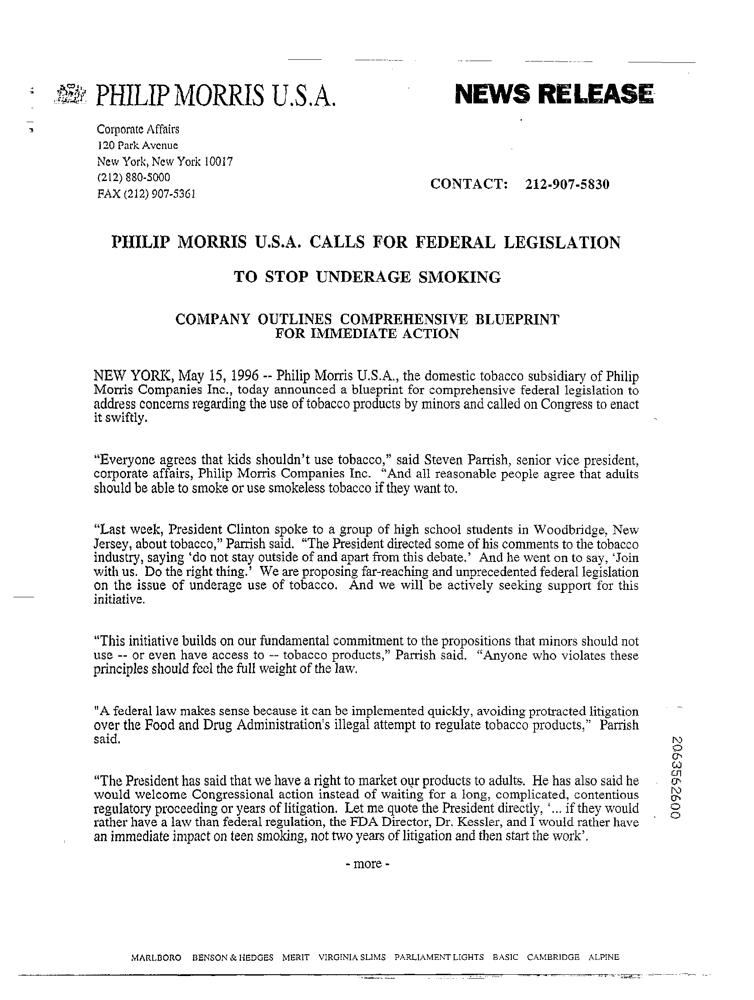 PHILIP MORRIS U.S.A.
NEWS RELEASE
Corporate Affairs
120 Park Avenue
New York, New York 10017
(212) 880-5000
FAX (212) 907-5361
CONTACT: 212-907-5830
PHILIP MORRIS U.S.A. CALLS FOR FEDERAL LEGISLATION
TO STOP UNDERAGE SMOKING
COMPANY OUTLINES COMPREHENSIVE BLUEPRINT
FOR IMMEDIATE ACTION
NEW YORK, May 15, 1996 -- Philip Morris U.S.A., the domestic tobacco subsidiary of Philip
Morris Companies Inc., today announced a blueprint for comprehensive federal legislation to
address concerns regarding the use of tobacco products by minors and called on Congress to enact
it swiftly.
“Everyone agrees that kids shouldn’t use tobacco,” said Steven Parrish, senior vice president,
corporate affairs, Philip Morris Companies Inc. “And all reasonable people agree that adults
should be able to smoke or use smokeless tobacco if they want to.
“Last week, President Clinton spoke to a group of high school students in Woodbridge, New
Jersey, about tobacco,” Parrish said. “The President directed some of his comments to the tobacco
industry, saying ‘do not stay outside of and apart from this debate.’ And he went on to say, ‘Join
with us. Do the right thing.’ We are proposing far-reaching and unprecedented federal legislation
on the issue of underage use of tobacco. And we will be actively seeking support for this
initiative.
“This initiative builds on our fundamental commitment to the propositions that minors should not
use -- or even have access to -- tobacco products,” Parrish said. “Anyone who violates these
principles should feel the full weight of the law.
"A federal law makes sense because it can be implemented quickly, avoiding protracted litigation
over the Food and Drug Administration's illegal attempt to regulate tobacco products,” Parrish
said.
“The President has said that we have a right to market our products to adults. He has also said he
would welcome Congressional action instead of waiting for a long, complicated, contentious
regulatory proceeding or years of litigation. Let me quote the President directly, ‘... if they would
rather have a law than federal regulation, the FDA Director, Dr. Kessler, and I would rather have
an immediate impact on teen smoking, not two years of litigation and then start the work’.
- more -
2063562600
MARLBORO BENSON & HEDGES MERIT VIRGINIA SLIMS PARLIAMENT LIGHTS BASIC CAMBRIDGE ALPINE